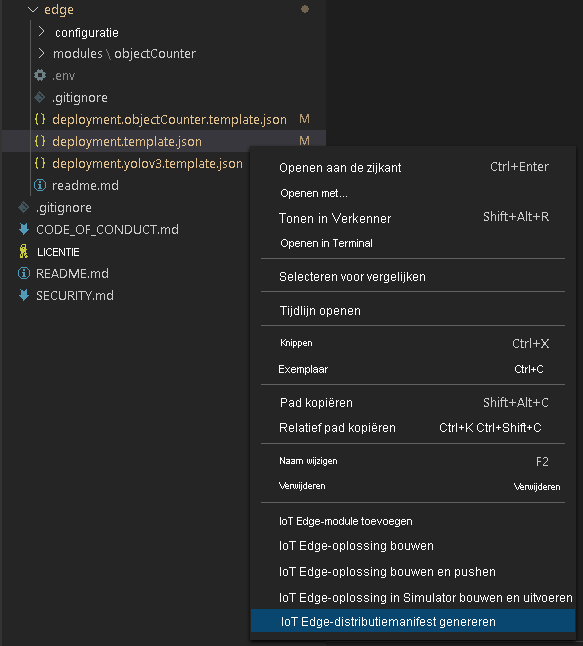 edge
configuratie
modules \ objectCounter
.env
.gitignore
deployment.objectCounter.template.json M
deployment.template.json M
deployment.yolov3.template.json
readme.md
.gitignore
CODE_OF_CONDUCT.md
LICENTIE
README.md
SECURITY.md
Openen aan de zijkant Ctrl+Enter
Openen met...
Tonen in Verkenner Shift+Alt+R
Openen in Terminal
Selecteren voor vergelijken
Tijdlijn openen
Knippen Ctrl+X
Exemplaar Ctrl+C
Pad kopiëren Shift+Alt+C
Relatief pad kopiëren Ctrl+K Ctrl+Shift+C
Naam wijzigen F2
Verwijderen Verwijderen
IoT Edge-module toevoegen
IoT Edge-oplossing bouwen
IoT Edge-oplossing bouwen en pushen
IoT Edge-oplossing in Simulator bouwen en uitvoeren
IoT Edge-distributiemanifest genereren